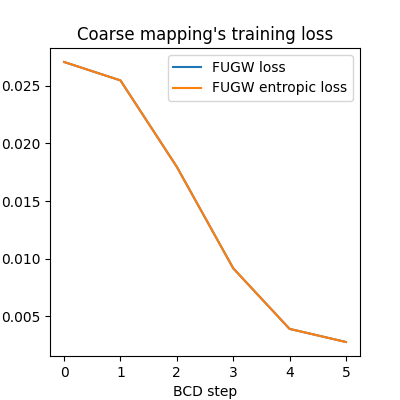 Coarse mapping's training loss
FUGW loss
FUGW entropic loss
0.025
0.020
0.015
0.010
0.005
0 1 2 3 4 5
BCD step